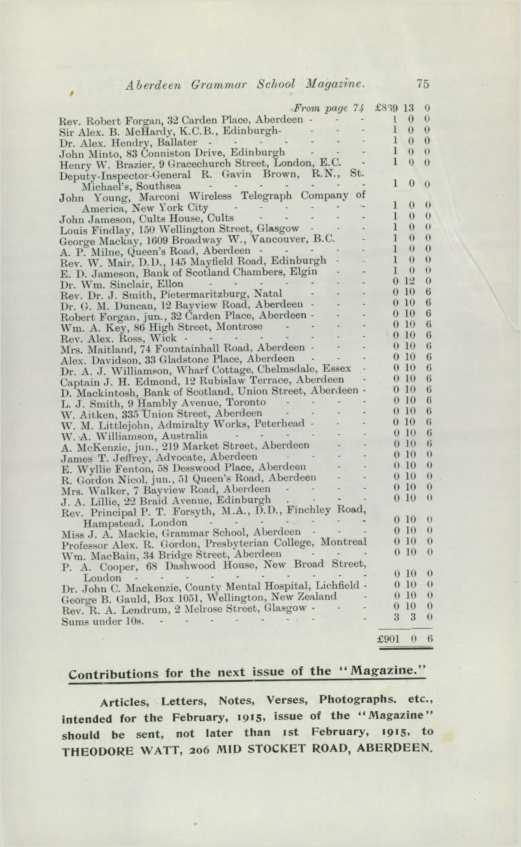 Aberdeen Grammar School Magazine. 75
From page 74 £839 13 0
Rev. Robert Forgan, 32 Carden Place, Aberdeen - - - 1 0 0
Sir Alex. B. McHardy, K.C.B., Edinburgh- - - - 1 0 0
Dr. Alex. Hendry, Ballater - - - - - - 1 0 0
John Minto, 83 Conniston Drive, Edinburgh - - - 1 0 0
Henry W. Brazier, 9 Gracechurch Street, London, E.C. - 1 0 0
Deputy-Inspector-General R. Gavin Brown, R.N., St.
Michael's, Southsea - - - - - - 1 0 0
John Young, Marconi Wireless Telegraph Company of
America, New York City - - - - - 1 0 0
John Jameson, Cults House, Cults - - - - - 1 0 0
Louis Findlay, 150 Wellington Street, Glasgow - - - 1 0 0
George Mackay, 1609 Broadway W., Vancouver, B.C. - - 1 0 0
A. P. Milne, Queen's Road, Aberdeen - - - - 1 0 0
Rev. W. Mair, D.D., 145 Mayfield Road, Edinburgh - - 1 0 0
E. D. Jameson, Bank of Scotland Chambers, Elgin - - 1 0 0
Dr. Wm. Sinclair, Ellon - - - - - - 0 12 0
Rev. Dr. J. Smith, Pietermaritzburg, Natal - - - 0 10 6
Dr. G. M. Duncan, 12 Bayview Road, Aberdeen - - - 0 10 6
Robert Forgan, jun., 32 Carden Place, Aberdeen - - - 0 10 6
Wm. A. Key, 86 High Street, Montrose - - - - 0 10 6
Rev. Alex. Ross, Wick - - - - - - 0 10 6
Mrs. Maitland, 74 Fountainhall Road, Aberdeen - - - 0 10 6
Alex. Davidson, 33 Gladstone Place, Aberdeen - - - 0 10 6
Dr. A. J. Williamson, Wharf Cottage, Chelmsdale, Essex - 0 10 6
Captain J. H. Edmond, 12 Rubislaw Terrace, Aberdeen - 0 10 6
D. Mackintosh, Bank of Scotland, Union Street, Aberdeen - 0 10 6
L. J. Smith, 9 Hambly Avenue, Toronto - - - - 0 10 6
W. Aitken, 335 Union Street, Aberdeen - - - - 0 10 6
W. M. Littlejohn, Admiralty Works, Peterhead - - - 0 10 6
W. A. Williamson, Australia - - - - - 0 10 6
A. McKenzie, jun., 219 Market Street, Aberdeen - - 0 10 6
James T. Jeffrey, Advocate, Aberdeen - - - - 0 10 0
E. Wyllie Fenton, 58 Desswood Place, Aberdeen - - 0 10 0
R. Gordon Nicol, jun., 51 Queen's Road, Aberdeen - - 0 10 0
Mrs. Walker, 7 Bayview Road, Aberdeen - - - - 0 10 0
J. A. Lillie, 22 Braid Avenue, Edinburgh - - - - 0 10 0
Rev. Principal P. T. Forsyth, M.A., D.D., Finchley Road,
Hampstead, London - - - - - - 0 10 0
Miss J. A. Mackie, Grammar School, Aberdeen - - - 0 10 0
Professor Alex. R. Gordon, Presbyterian College, Montreal 0 10 0
Wm. MacBain, 34 Bridge Street, Aberdeen - - - 0 10 0
P. A. Cooper, 68 Dashwood House, New Broad Street,
London - - - - - - - - 0 10 0
Dr. John C. Mackenzie, County Mental Hospital, Lichfield - 0 10 0
George B. Gauld, Box 1051, Wellington, New Zealand - 0 10 0
Rev. R. A. Lendrum, 2 Melrose Street, Glasgow - - - 0 10 0
Sums under 10s. - - - - - - - 3 3 0
£901 0 6
Contributions for the next issue of the "Magazine."
Articles, Letters, Notes, Verses, Photographs, etc.,
intended for the February, 1915, issue of the "Magazine"
should be sent, not later than 1st February, 1915, to
THEODORE WATT, 206 MID STOCKET ROAD, ABERDEEN.